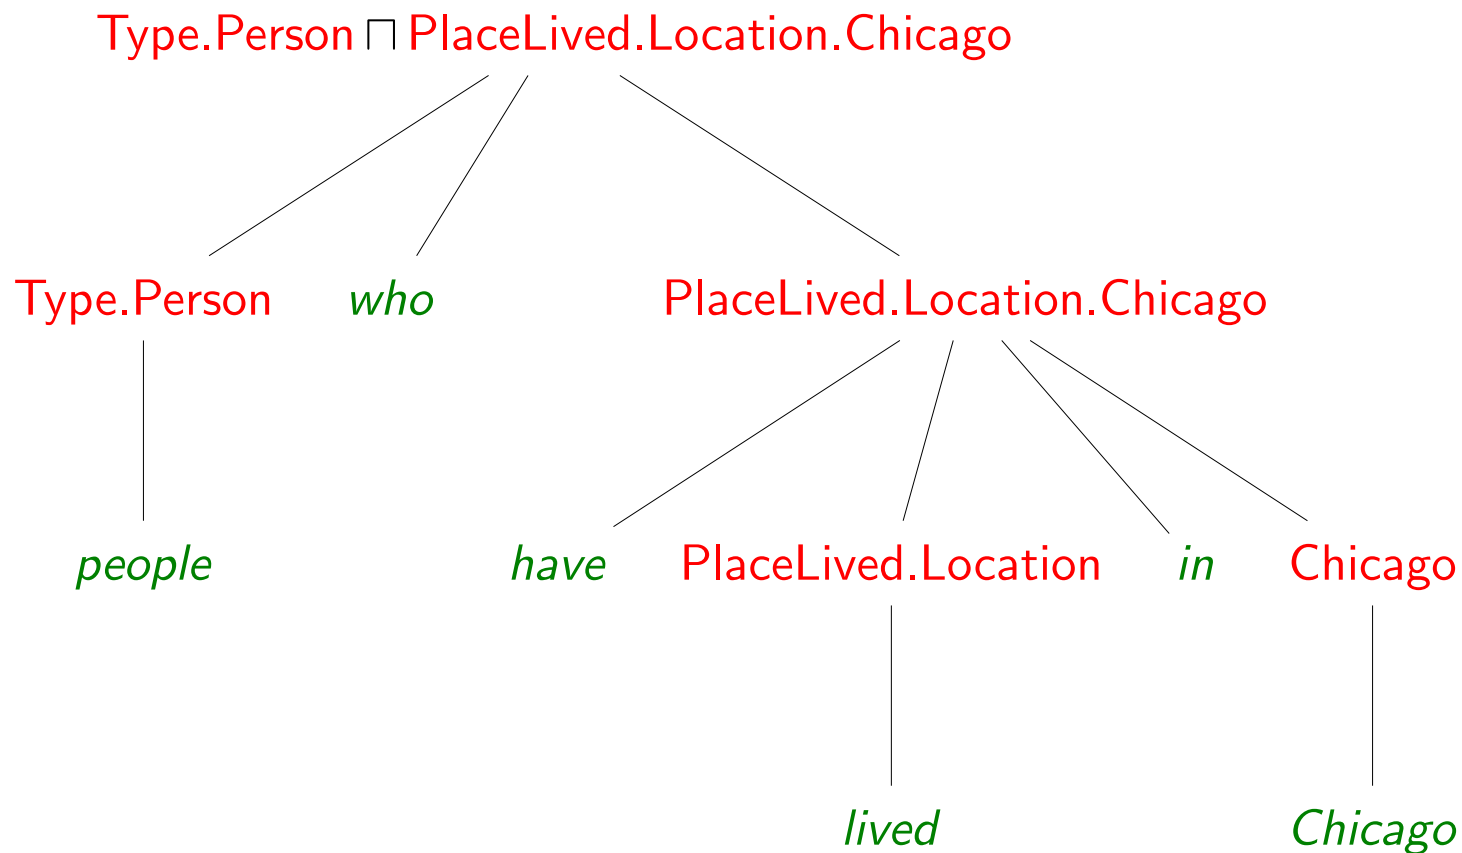 Type.Person ⊓ PlaceLived.Location.Chicago
Type.Person who PlaceLived.Location.Chicago
people have PlaceLived.Location in Chicago
lived Chicago